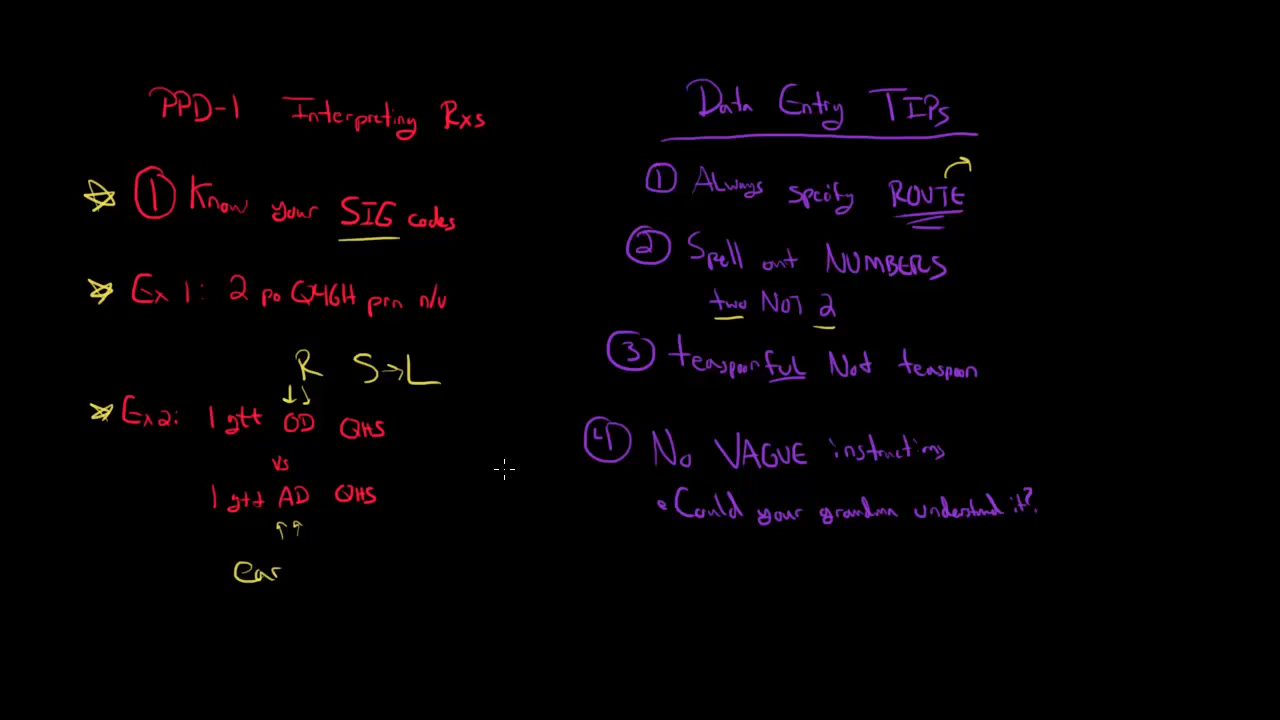 PPD-1 Interpreting Rxs
① Know your SIG codes
Ex 1: 2 po Q4-6H prn n/v
R S→L
Ex2: 1 gtt OD QHS
vs
1 gtt AD QHS
ear
Data Entry TIPs
① Always specify ROUTE
② Spell out NUMBERS
two NOT 2
③ teaspoonful Not teaspoon
④ No VAGUE instructions
• Could your grandma understand it?